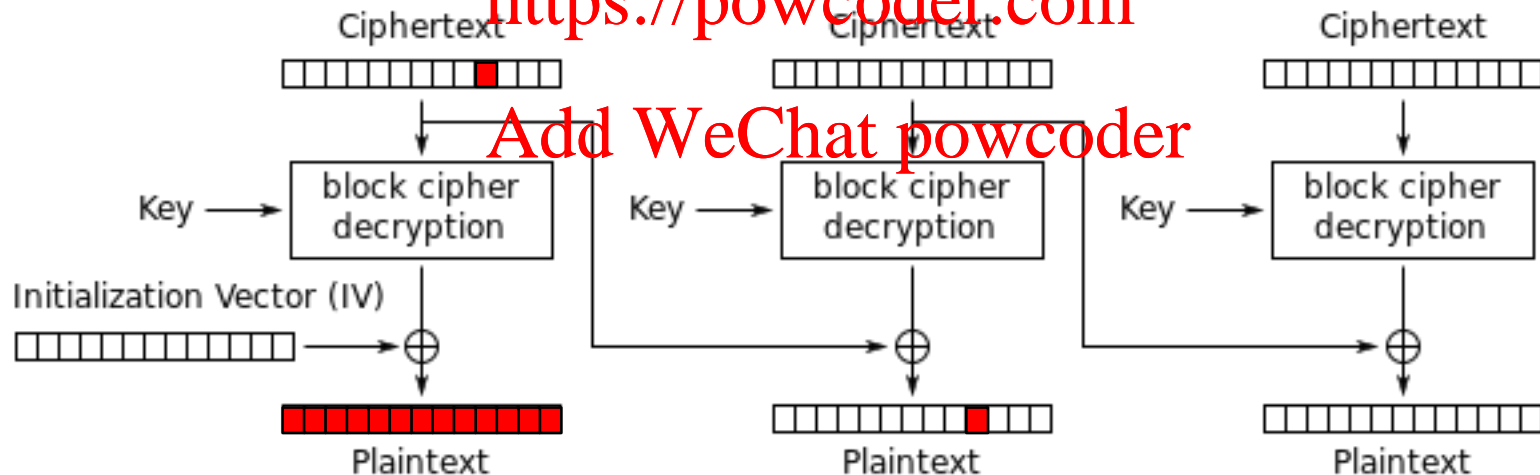 https://powcoder.com
Ciphertext Ciphertext Ciphertext
Add WeChat powcoder
block cipher decryption
Key
block cipher decryption
Key
block cipher decryption
Key
Initialization Vector (IV)
Plaintext Plaintext Plaintext